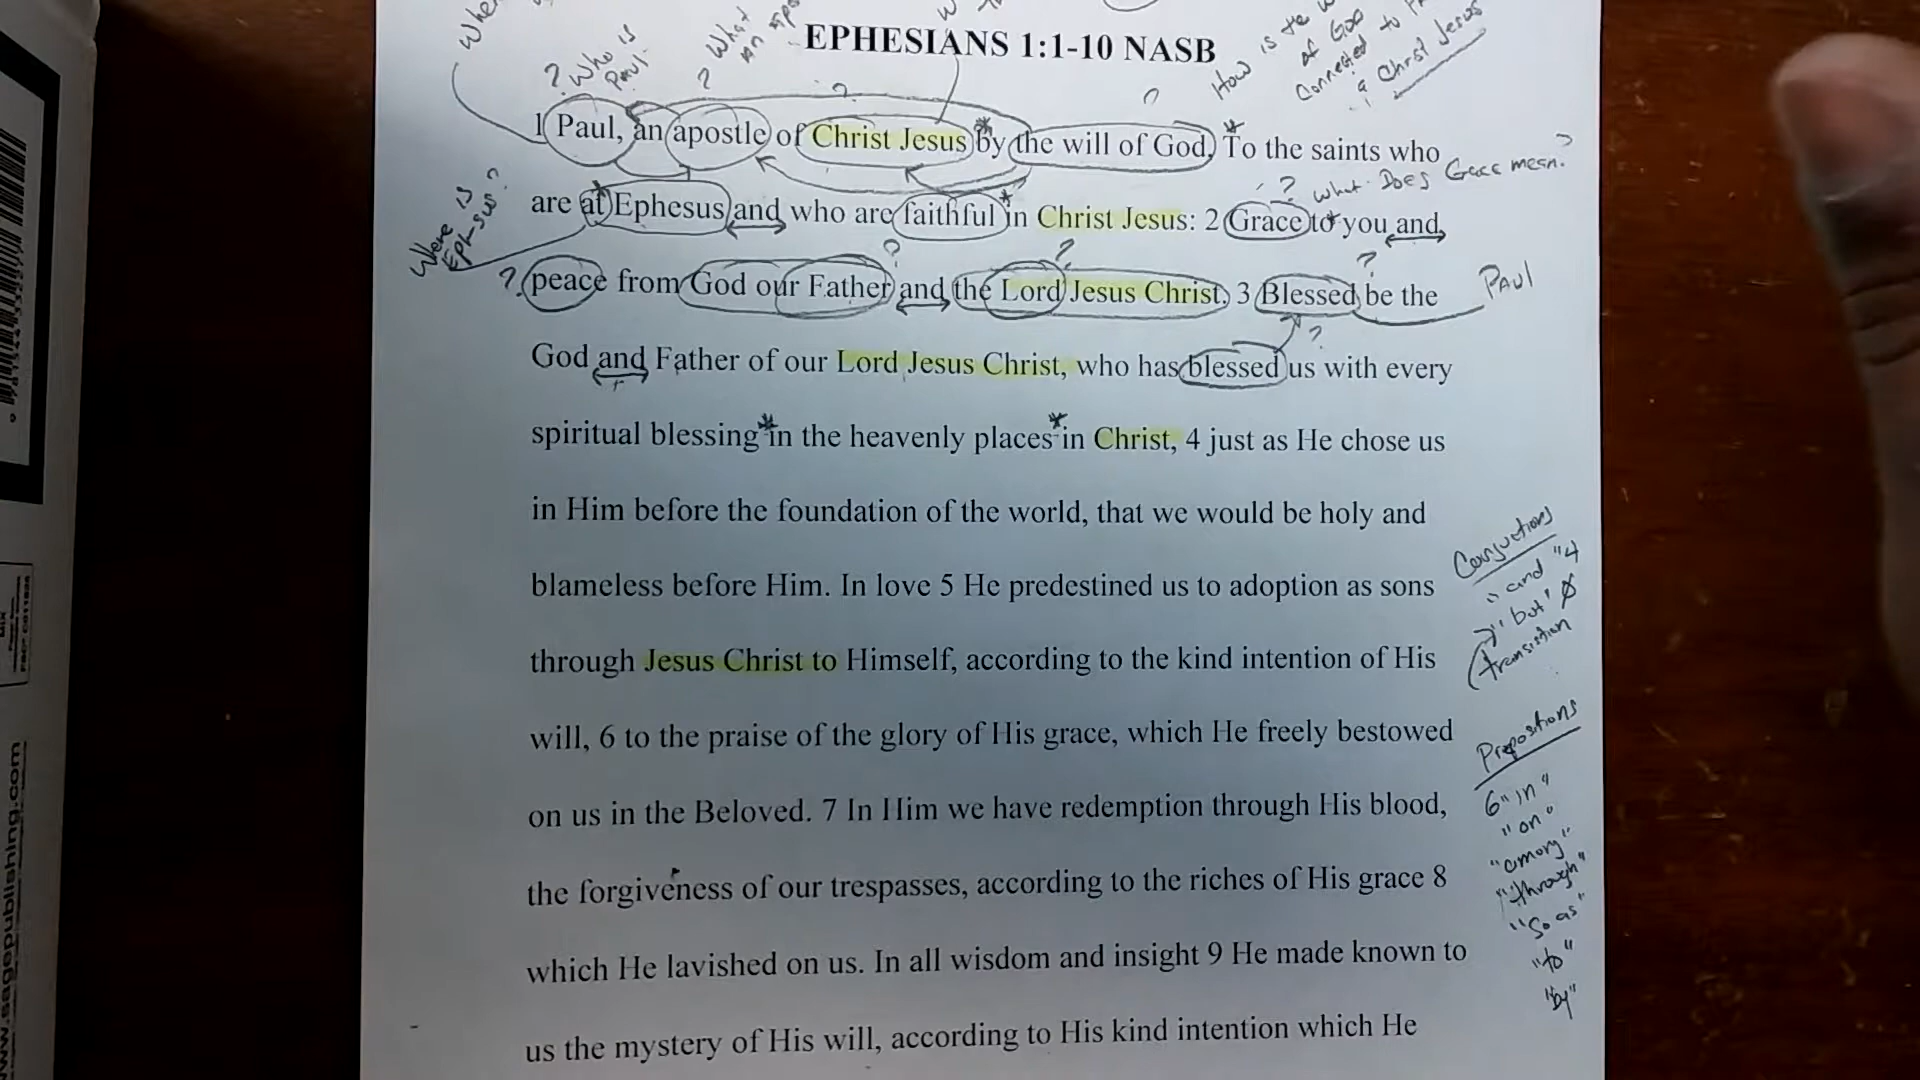 EPHESIANS 1:1-10 NASB
? Who is
Paul
? What
an
How is the
of God
Connected to
a Christ Jesus
1 Paul, an apostle of Christ Jesus by the will of God, To the saints who
? What Does Grace mean. ?
are at Ephesus and who are faithful in Christ Jesus: 2 Grace to you and
Where is
Eph-sus?
? peace from God our Father and the Lord Jesus Christ. 3 Blessed be the
Paul
God and Father of our Lord Jesus Christ, who has blessed us with every
spiritual blessing in the heavenly places in Christ, 4 just as He chose us
in Him before the foundation of the world, that we would be holy and
blameless before Him. In love 5 He predestined us to adoption as sons
through Jesus Christ to Himself, according to the kind intention of His
will, 6 to the praise of the glory of His grace, which He freely bestowed
on us in the Beloved. 7 In Him we have redemption through His blood,
the forgiveness of our trespasses, according to the riches of His grace 8
which He lavished on us. In all wisdom and insight 9 He made known to
us the mystery of His will, according to His kind intention which He
Conjuctions
"and" 4
"but" Ø
transistion
Prepositions
6 "in"
"on"
"among"
"through"
"So as"
"to"
"by"
www.sagepublishing.com